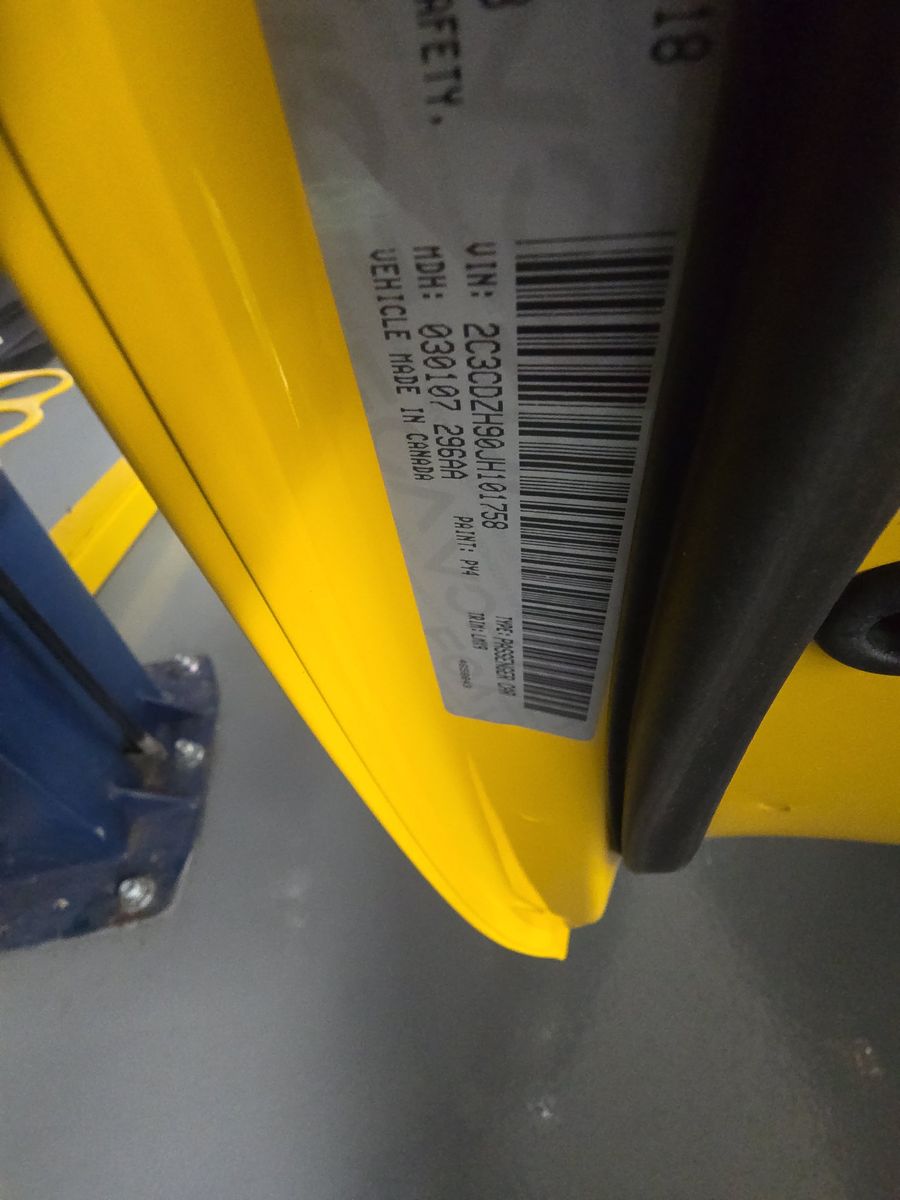 18
AFETY.
VIN: 2C3CDZH90JH101758
MDH: 030107 296AA
VEHICLE MADE IN CANADA
TYPE: PASSENGER CAR
PAINT: PY4